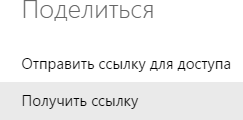 Поделиться
Отправить ссылку для доступа
Получить ссылку